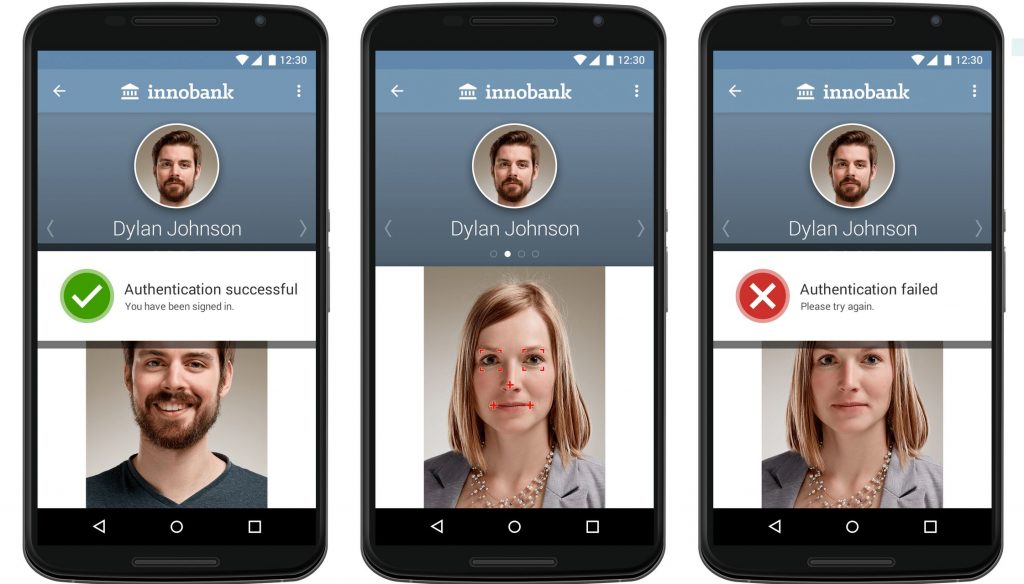 12:30
innobank
Dylan Johnson
Authentication successful
You have been signed in.
12:30
innobank
Dylan Johnson
12:30
innobank
Dylan Johnson
Authentication failed
Please try again.